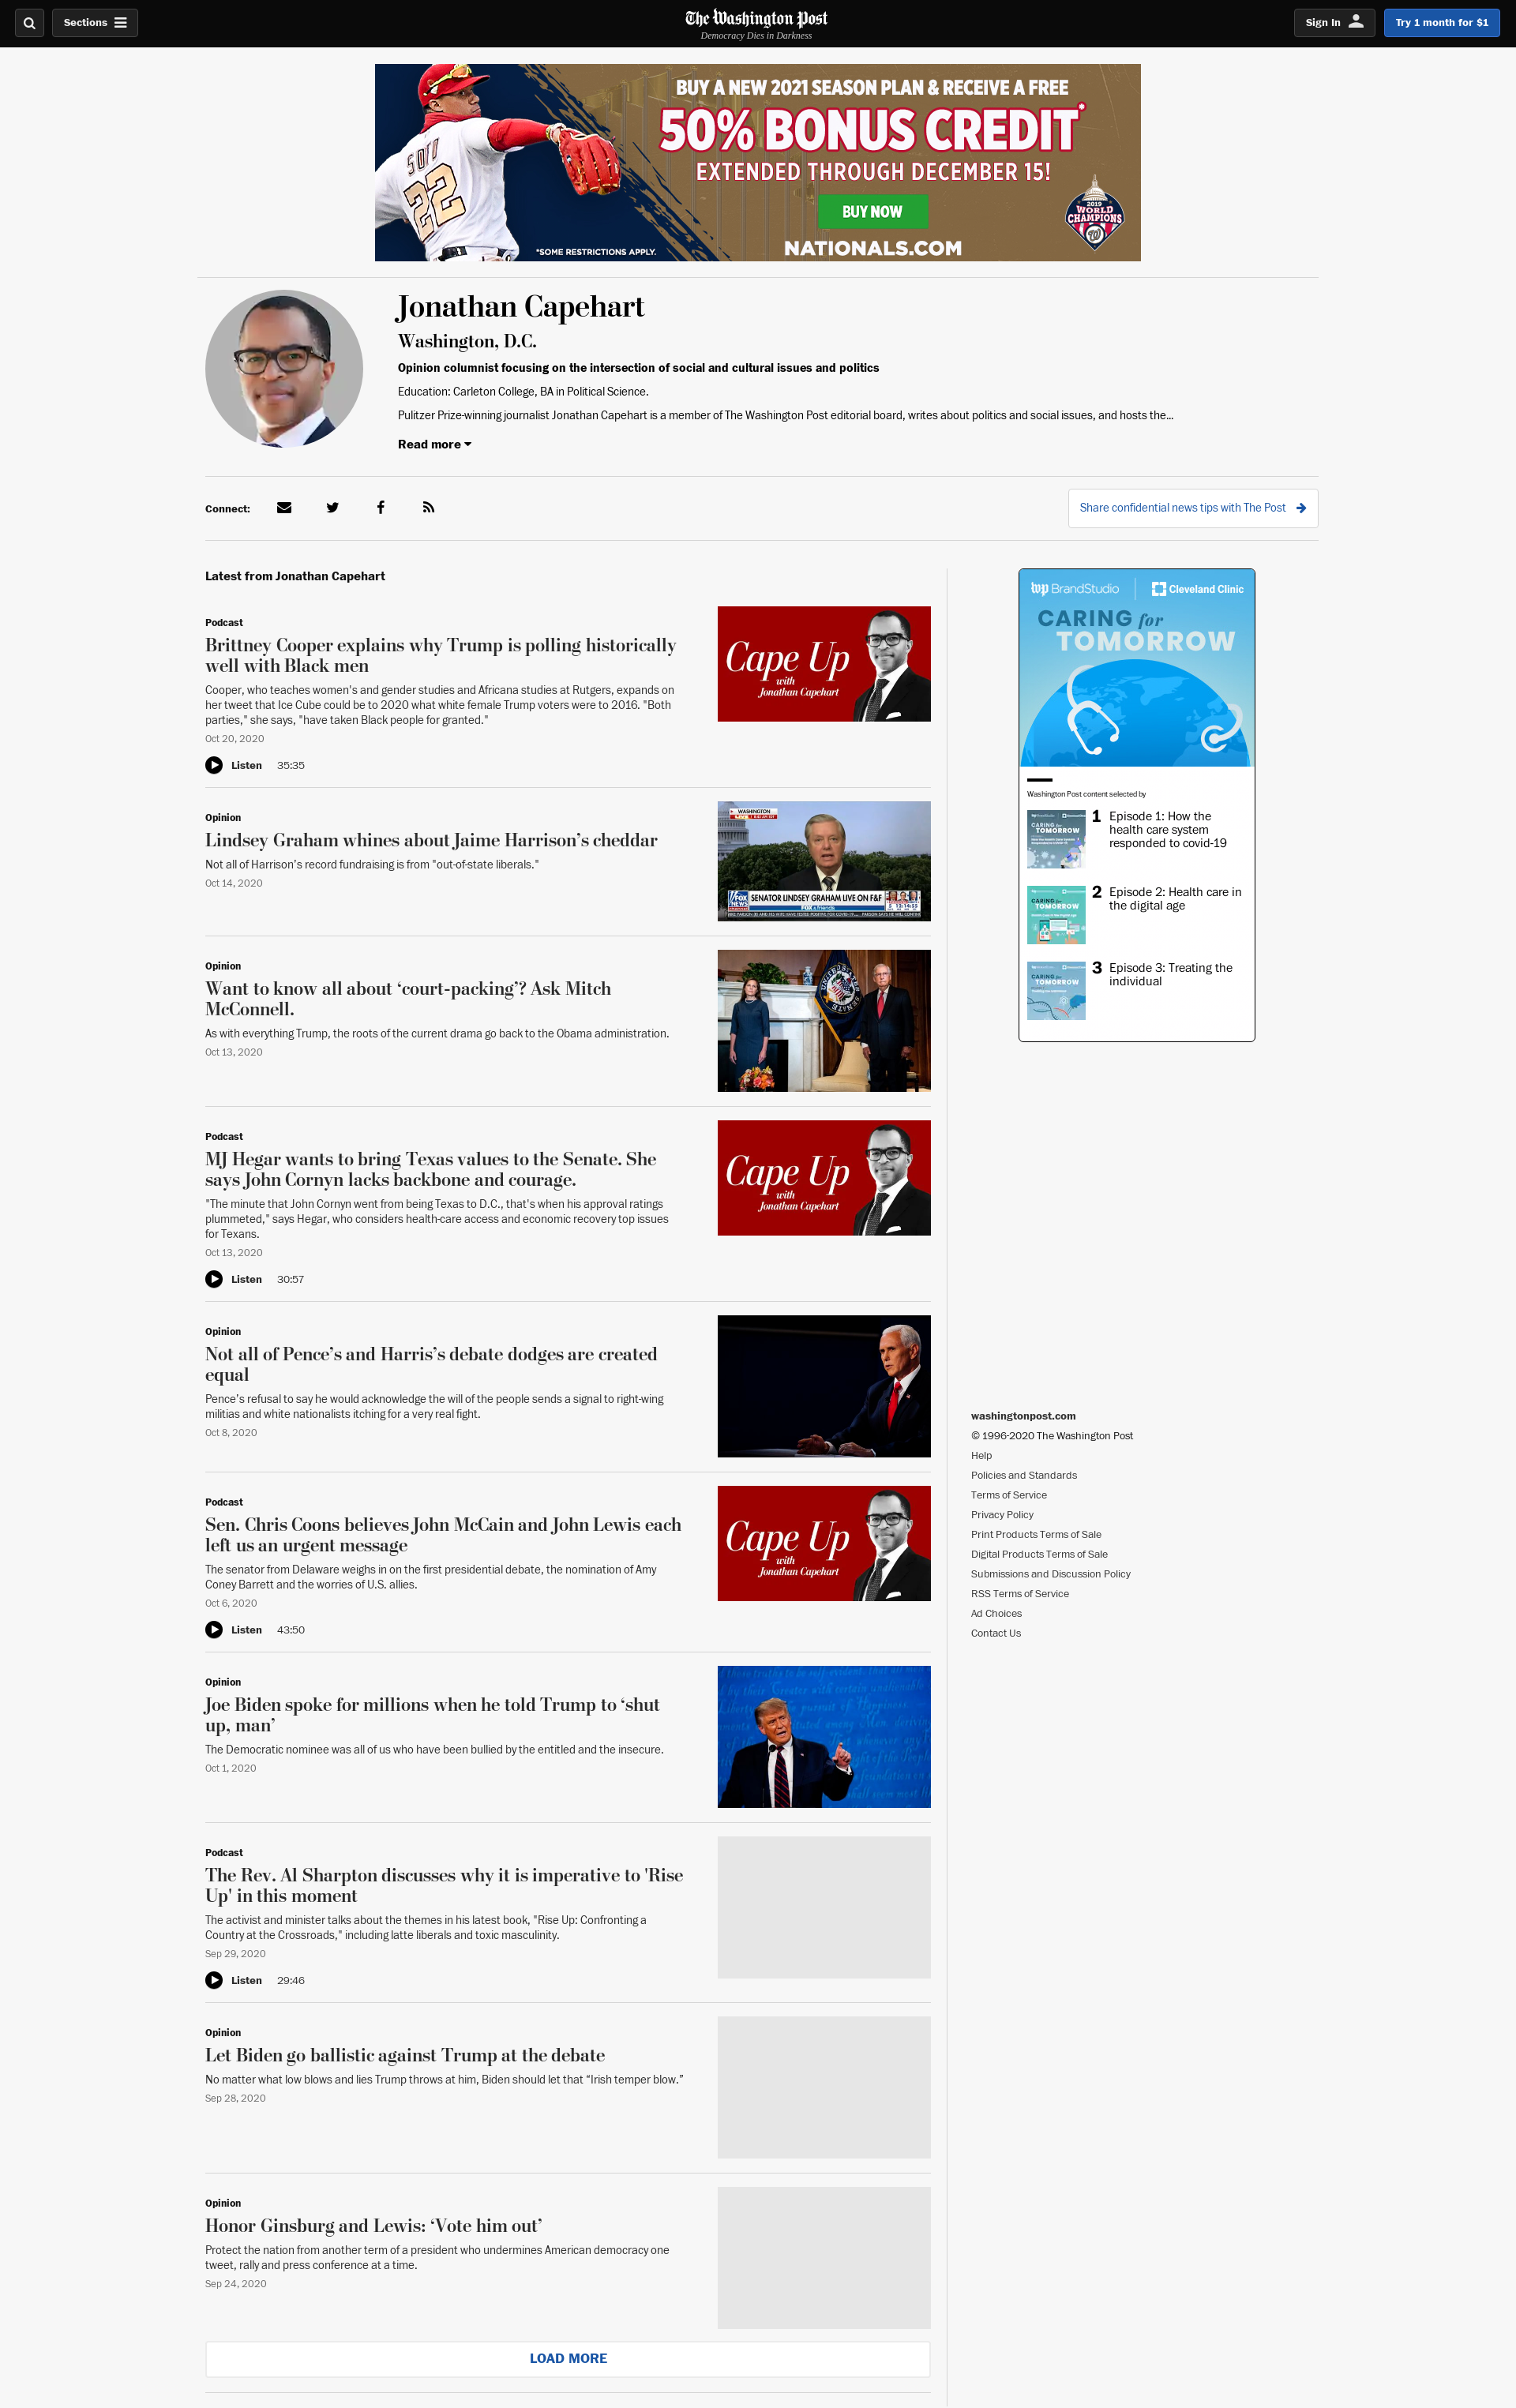 Sections
The Washington Post
Democracy Dies in Darkness
Sign In
Try 1 month for $1
BUY A NEW 2021 SEASON PLAN & RECEIVE A FREE
50% BONUS CREDIT*
EXTENDED THROUGH DECEMBER 15!
BUY NOW
*SOME RESTRICTIONS APPLY.
NATIONALS.COM
SOTO
22
2019
WORLD
CHAMPIONS
W
Jonathan Capehart
Washington, D.C.
Opinion columnist focusing on the intersection of social and cultural issues and politics
Education: Carleton College, BA in Political Science.
Pulitzer Prize-winning journalist Jonathan Capehart is a member of The Washington Post editorial board, writes about politics and social issues, and hosts the...
Read more
Connect:
Share confidential news tips with The Post
Latest from Jonathan Capehart
Podcast
Brittney Cooper explains why Trump is polling historically
well with Black men
Cooper, who teaches women's and gender studies and Africana studies at Rutgers, expands on
her tweet that Ice Cube could be to 2020 what white female Trump voters were to 2016. "Both
parties," she says, "have taken Black people for granted."
Oct 20, 2020
Listen 35:35
Cape Up
with
Jonathan Capehart
Opinion
Lindsey Graham whines about Jaime Harrison’s cheddar
Not all of Harrison’s record fundraising is from "out-of-state liberals."
Oct 14, 2020
WASHINGTON
LIVE
FOX
NEWS
SENATOR LINDSEY GRAHAM LIVE ON F&F
FOX & friends
Opinion
Want to know all about ‘court-packing’? Ask Mitch
McConnell.
As with everything Trump, the roots of the current drama go back to the Obama administration.
Oct 13, 2020
Podcast
MJ Hegar wants to bring Texas values to the Senate. She
says John Cornyn lacks backbone and courage.
"The minute that John Cornyn went from being Texas to D.C., that's when his approval ratings
plummeted," says Hegar, who considers health-care access and economic recovery top issues
for Texans.
Oct 13, 2020
Listen 30:57
Cape Up
with
Jonathan Capehart
Opinion
Not all of Pence’s and Harris’s debate dodges are created
equal
Pence’s refusal to say he would acknowledge the will of the people sends a signal to right-wing
militias and white nationalists itching for a very real fight.
Oct 8, 2020
Podcast
Sen. Chris Coons believes John McCain and John Lewis each
left us an urgent message
The senator from Delaware weighs in on the first presidential debate, the nomination of Amy
Coney Barrett and the worries of U.S. allies.
Oct 6, 2020
Listen 43:50
Cape Up
with
Jonathan Capehart
Opinion
Joe Biden spoke for millions when he told Trump to ‘shut
up, man’
The Democratic nominee was all of us who have been bullied by the entitled and the insecure.
Oct 1, 2020
Podcast
The Rev. Al Sharpton discusses why it is imperative to 'Rise
Up' in this moment
The activist and minister talks about the themes in his latest book, "Rise Up: Confronting a
Country at the Crossroads," including latte liberals and toxic masculinity.
Sep 29, 2020
Listen 29:46
Opinion
Let Biden go ballistic against Trump at the debate
No matter what low blows and lies Trump throws at him, Biden should let that “Irish temper blow.”
Sep 28, 2020
Opinion
Honor Ginsburg and Lewis: ‘Vote him out’
Protect the nation from another term of a president who undermines American democracy one
tweet, rally and press conference at a time.
Sep 24, 2020
LOAD MORE
wp BrandStudio
Cleveland Clinic
CARING for
TOMORROW
Washington Post content selected by
1 Episode 1: How the
health care system
responded to covid-19
2 Episode 2: Health care in
the digital age
3 Episode 3: Treating the
individual
washingtonpost.com
© 1996-2020 The Washington Post
Help
Policies and Standards
Terms of Service
Privacy Policy
Print Products Terms of Sale
Digital Products Terms of Sale
Submissions and Discussion Policy
RSS Terms of Service
Ad Choices
Contact Us